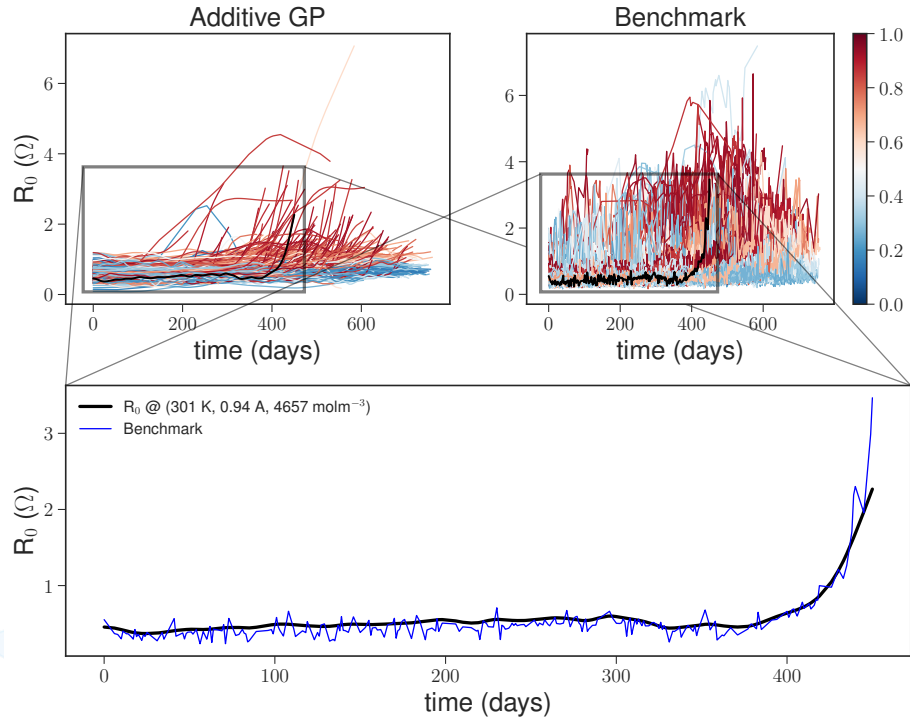 Additive GP
Benchmark
R₀ (Ω)
6
4
2
0
0 200 400 600
time (days)
6
4
2
0
0 200 400 600
time (days)
1.0
0.8
0.6
0.4
0.2
0.0
R₀ @ (301 K, 0.94 A, 4657 molm⁻³)
Benchmark
R₀ (Ω)
3
2
1
0 100 200 300 400
time (days)